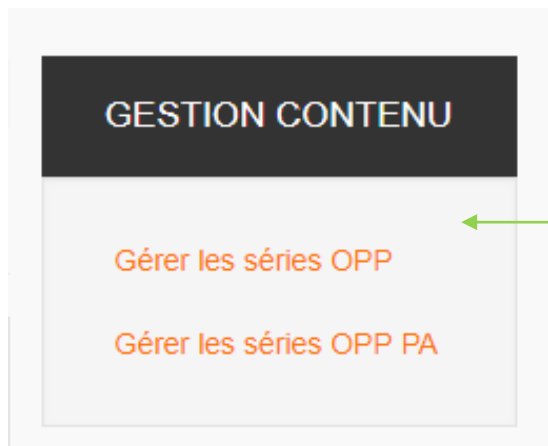 GESTION CONTENU
Gérer les séries OPP
Gérer les séries OPP PA